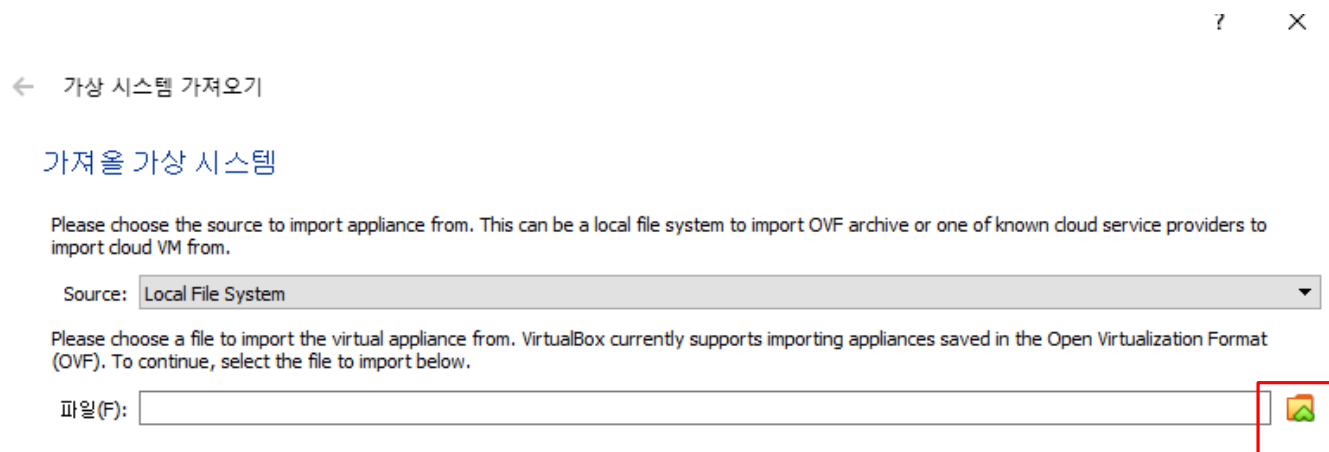 ?
가상 시스템 가져오기
가져올 가상 시스템
Please choose the source to import appliance from. This can be a local file system to import OVF archive or one of known cloud service providers to
import cloud VM from.
Source: Local File System
Please choose a file to import the virtual appliance from. VirtualBox currently supports importing appliances saved in the Open Virtualization Format
(OVF). To continue, select the file to import below.
파일(F):